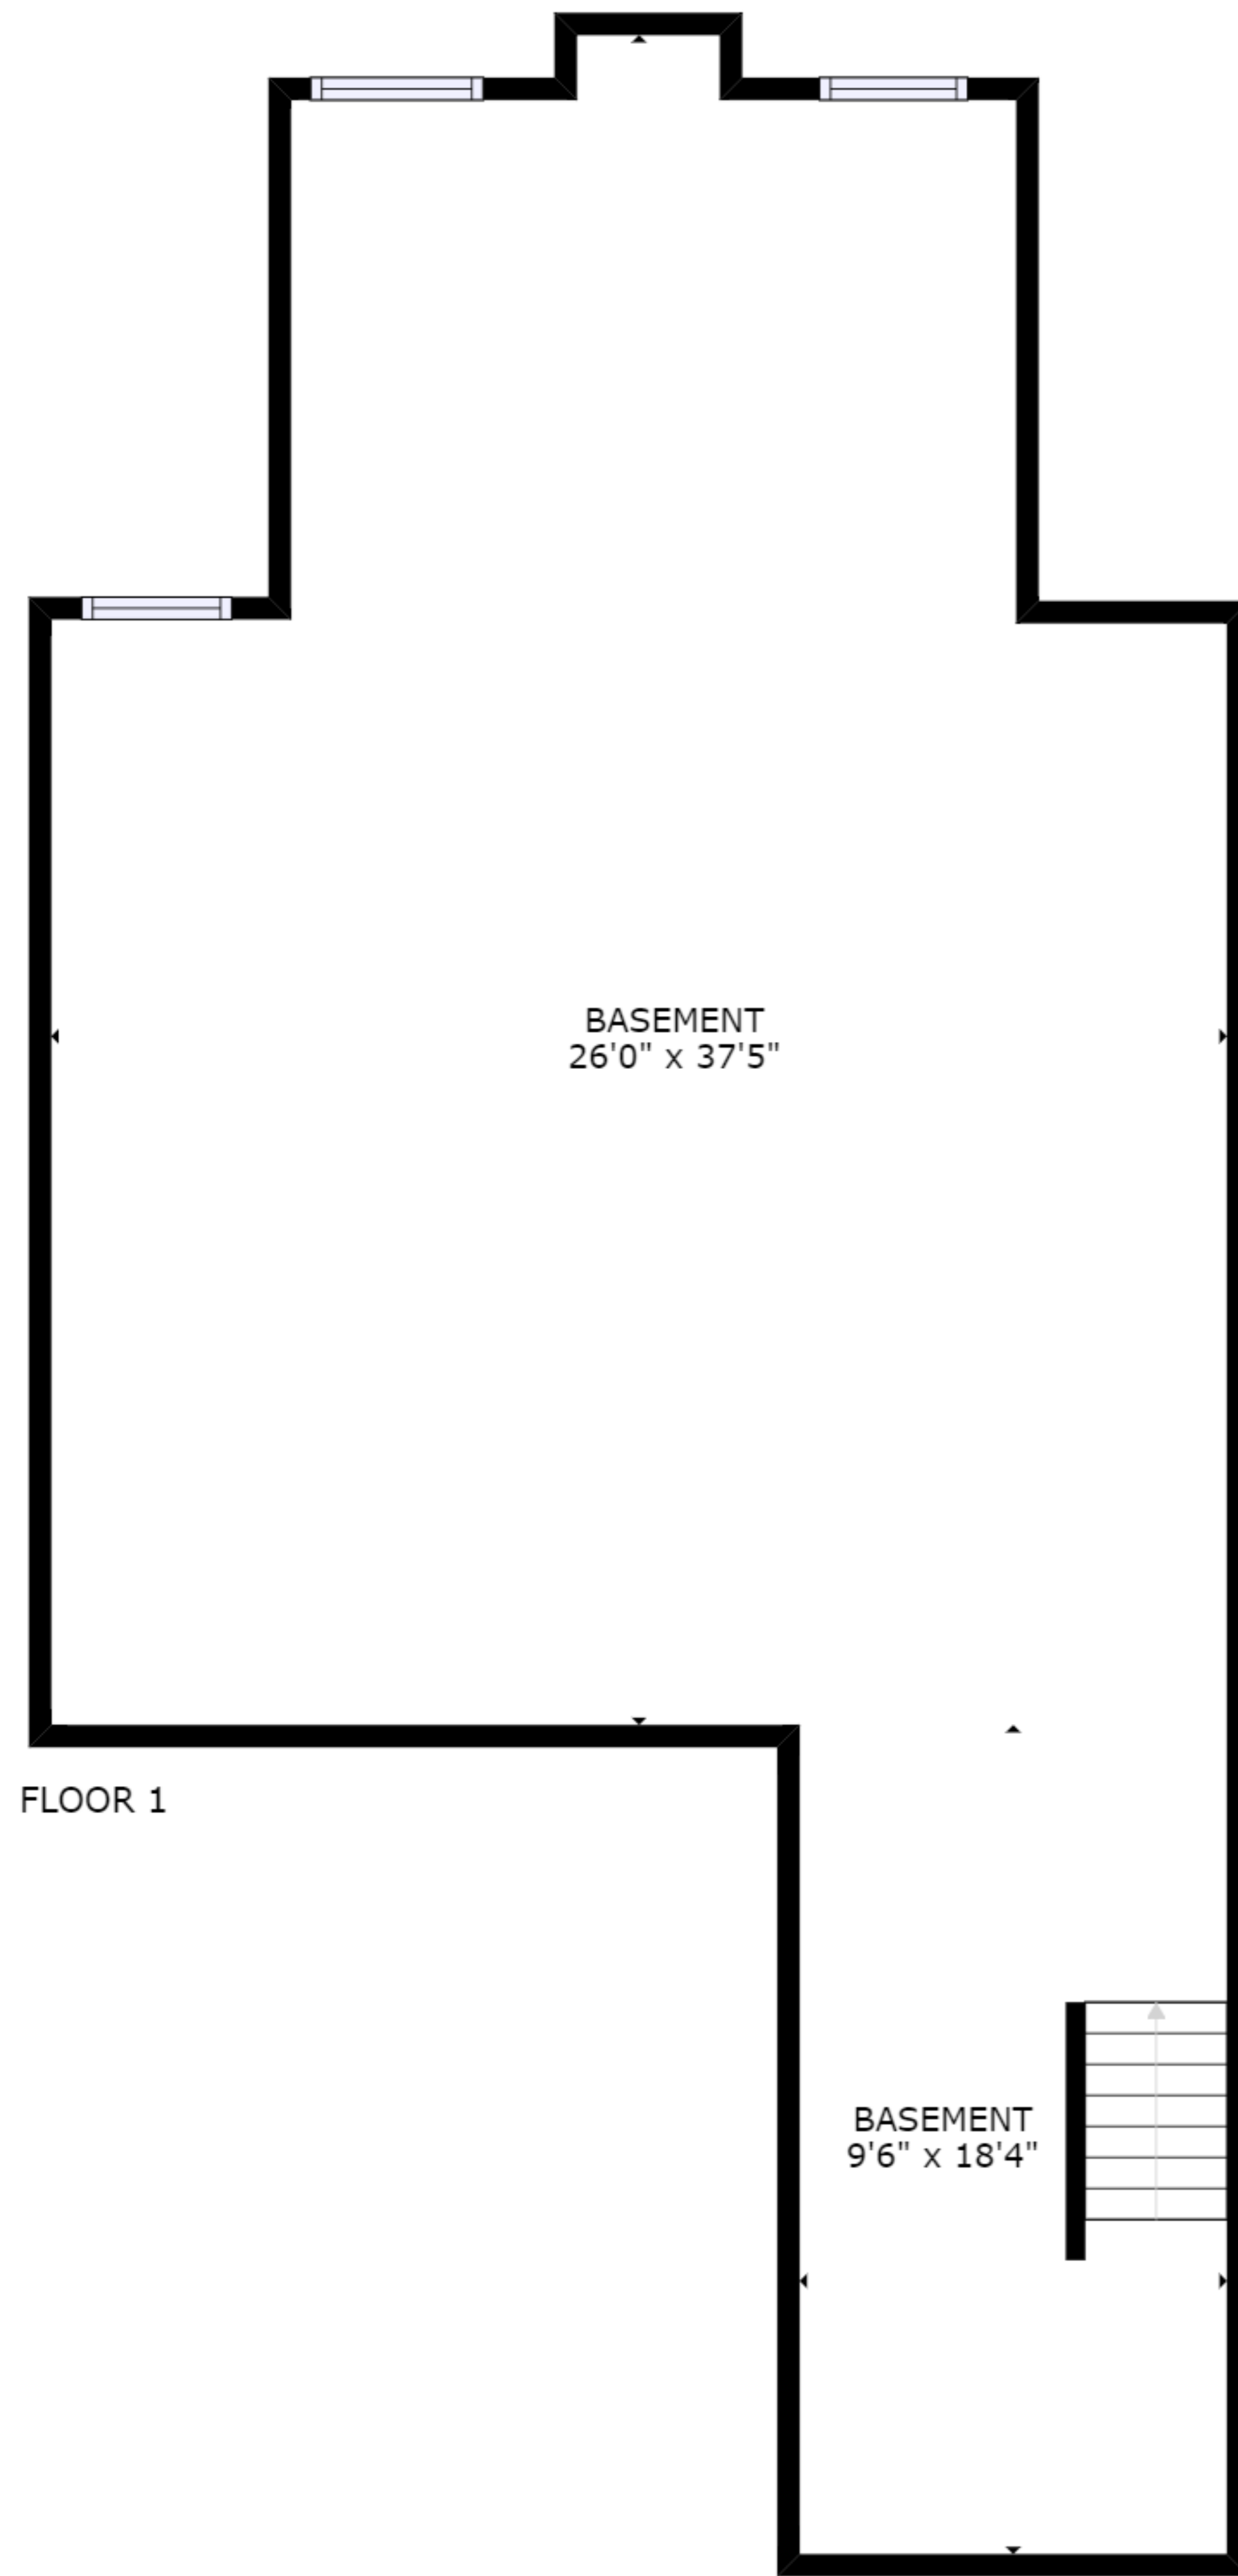 BASEMENT
26'0" x 37'5"
FLOOR 1
BASEMENT
9'6" x 18'4"